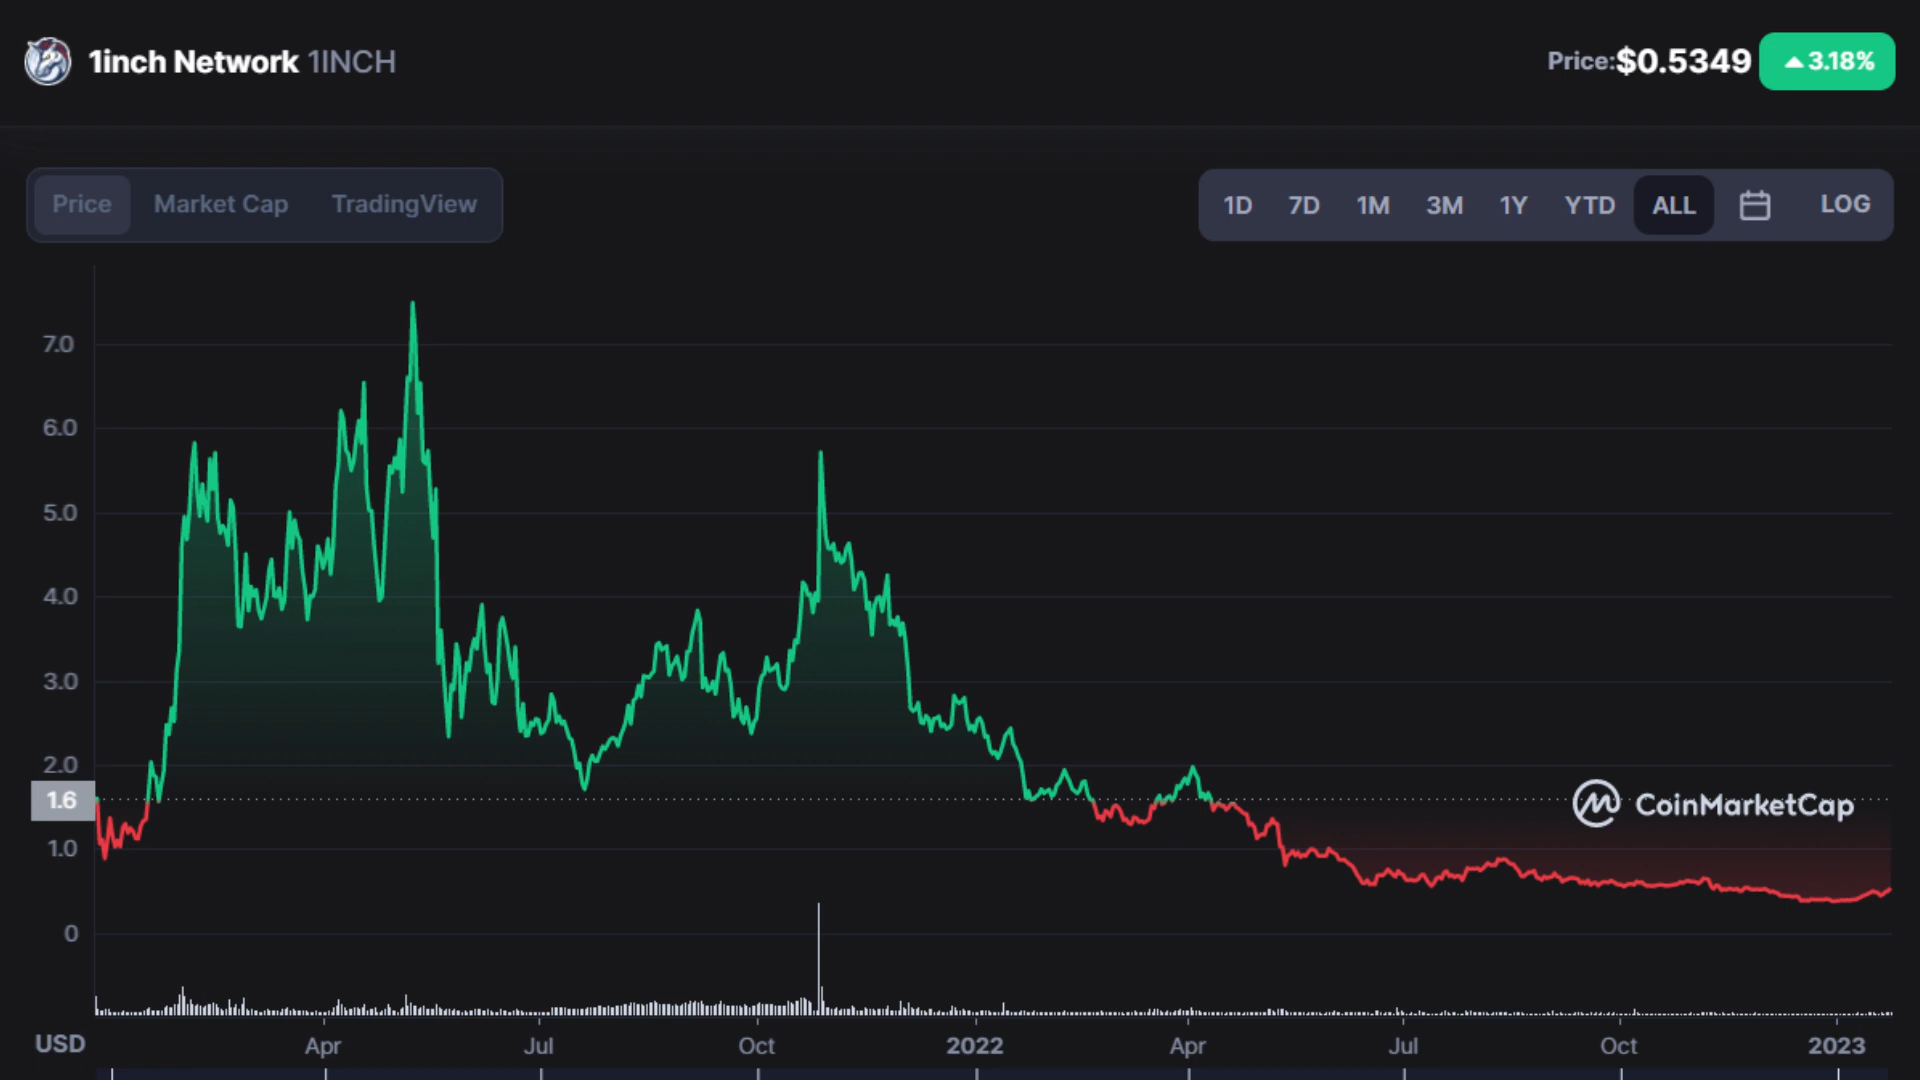 1inch Network 1INCH
Price:$0.5349 ▲3.18%
Price Market Cap TradingView
1D 7D 1M 3M 1Y YTD ALL LOG
7.0
6.0
5.0
4.0
3.0
2.0
1.6
CoinMarketCap
1.0
0
USD Apr Jul Oct 2022 Apr Jul Oct 2023